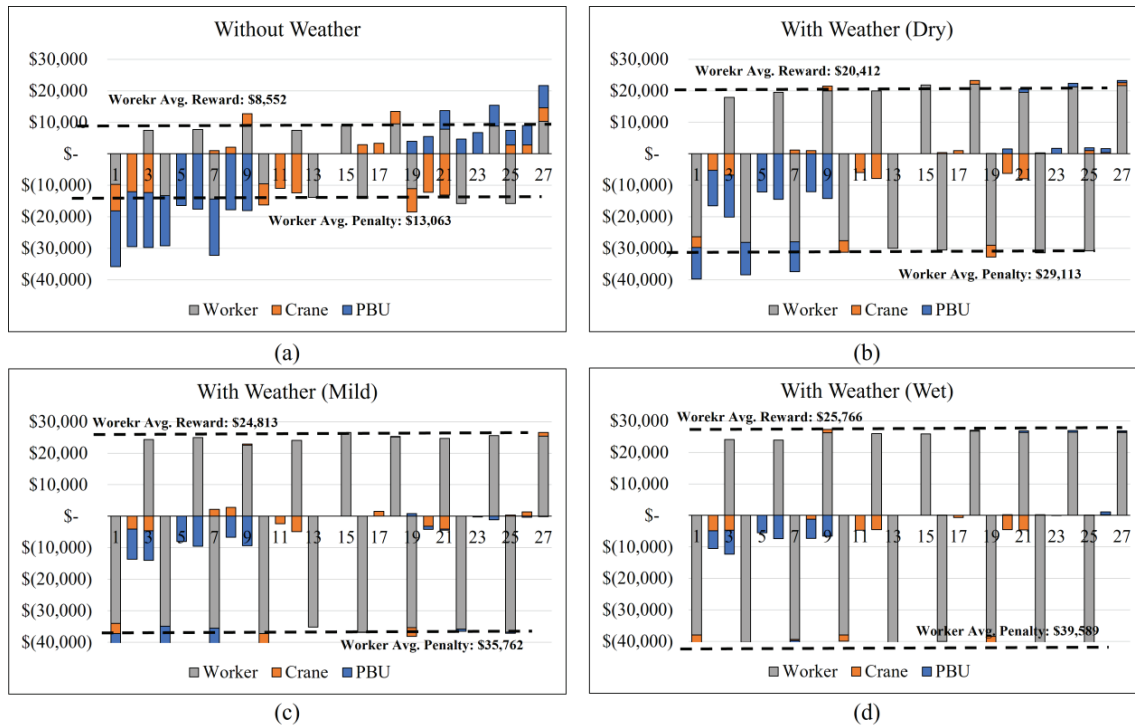 Without Weather
$30,000
Worekr Avg. Reward: $8,552
$20,000
$10,000
$-
1 3 5 7 9 11 13 15 17 19 21 23 25 27
$(10,000)
$(20,000)
Worker Avg. Penalty: $13,063
$(30,000)
$(40,000)
Worker Crane PBU
(a)
With Weather (Dry)
$30,000
Worekr Avg. Reward: $20,412
$20,000
$10,000
$-
1 3 5 7 9 11 13 15 17 19 21 23 25 27
$(10,000)
$(20,000)
$(30,000)
Worker Avg. Penalty: $29,113
$(40,000)
Worker Crane PBU
(b)
With Weather (Mild)
$30,000
Worekr Avg. Reward: $24,813
$20,000
$10,000
$-
1 3 5 7 9 11 13 15 17 19 21 23 25 27
$(10,000)
$(20,000)
$(30,000)
$(40,000)
Worker Avg. Penalty: $35,762
Worker Crane PBU
(c)
With Weather (Wet)
$30,000
Worekr Avg. Reward: $25,766
$20,000
$10,000
$-
1 3 5 7 9 11 13 15 17 19 21 23 25 27
$(10,000)
$(20,000)
$(30,000)
Worker Avg. Penalty: $39,589
$(40,000)
Worker Crane PBU
(d)